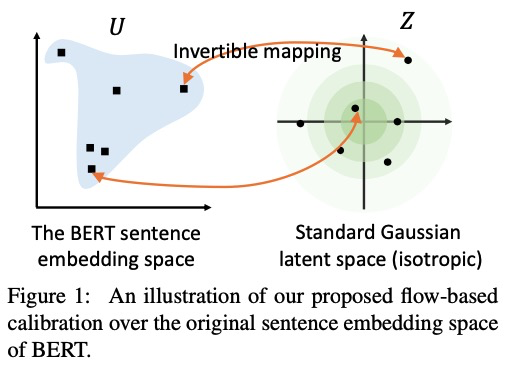 U
Z
Invertible mapping
The BERT sentence
embedding space
Standard Gaussian
latent space (isotropic)
Figure 1: An illustration of our proposed flow-based
calibration over the original sentence embedding space
of BERT.